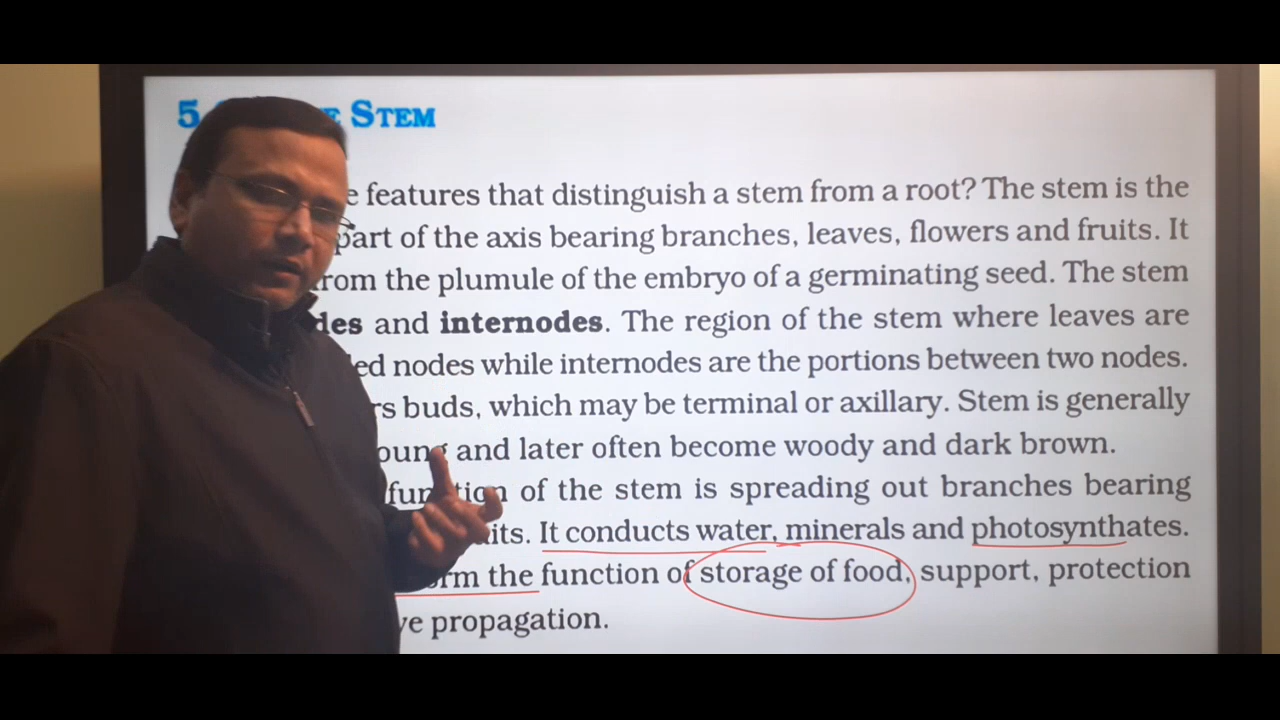 5 STEM
features that distinguish a stem from a root? The stem is the
part of the axis bearing branches, leaves, flowers and fruits. It
from the plumule of the embryo of a germinating seed. The stem
des and internodes. The region of the stem where leaves are
ed nodes while internodes are the portions between two nodes.
rs buds, which may be terminal or axillary. Stem is generally
oung and later often become woody and dark brown.
function of the stem is spreading out branches bearing
its. It conducts water, minerals and photosynthates.
orm the function of storage of food, support, protection
ve propagation.